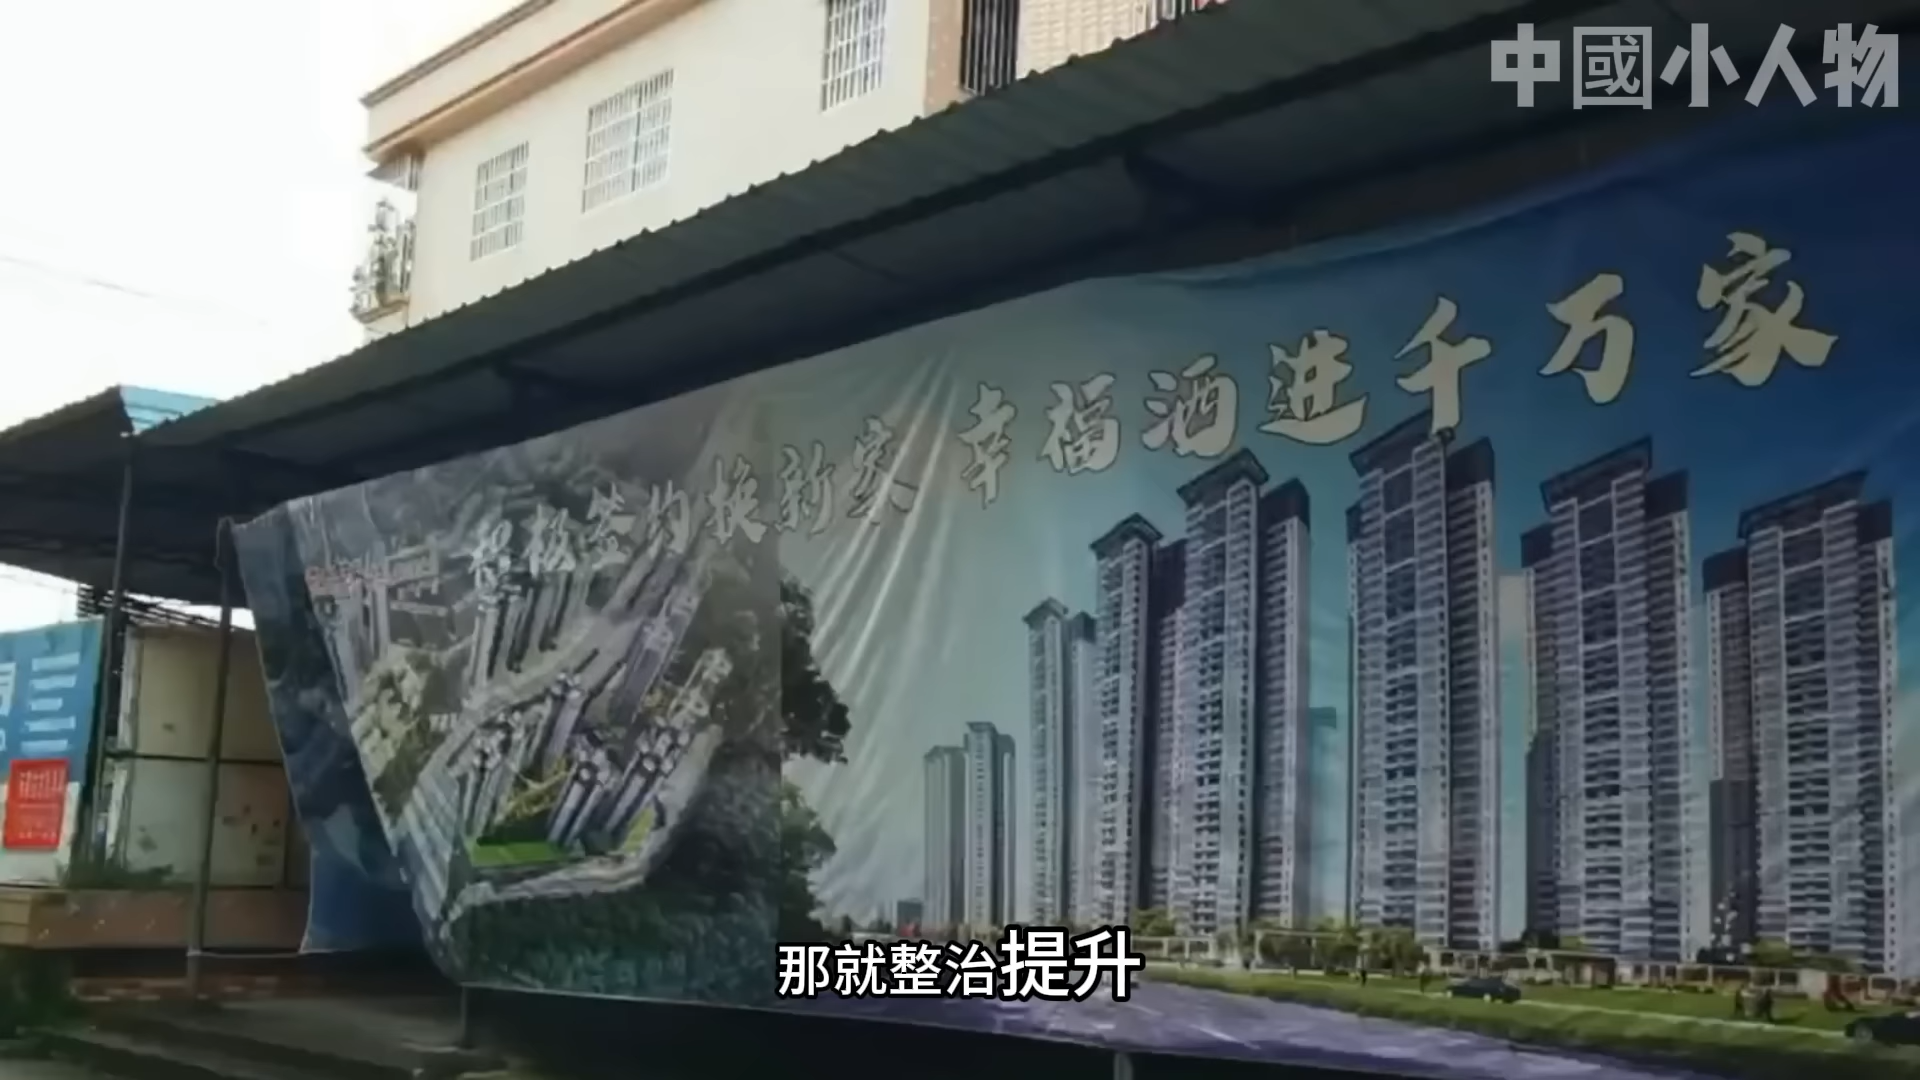 中國小人物
积极签约换新家 幸福洒进千万家
那就整治提升